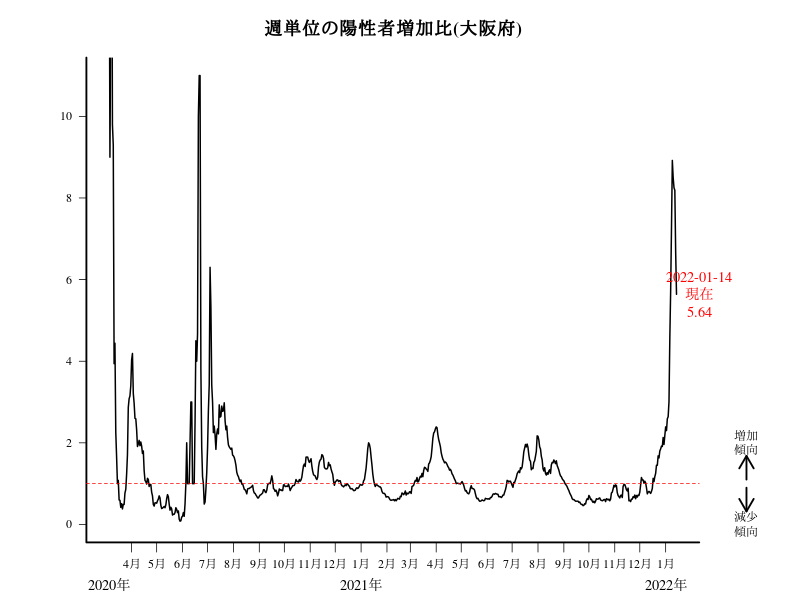 週単位の陽性者増加比(大阪府)
10
8
6
4
2
0
2022-01-14
現在
5.64
増加
傾向
減少
傾向
4月 5月 6月 7月 8月 9月 10月 11月 12月 1月 2月 3月 4月 5月 6月 7月 8月 9月 10月 11月 12月 1月
2020年 2021年 2022年